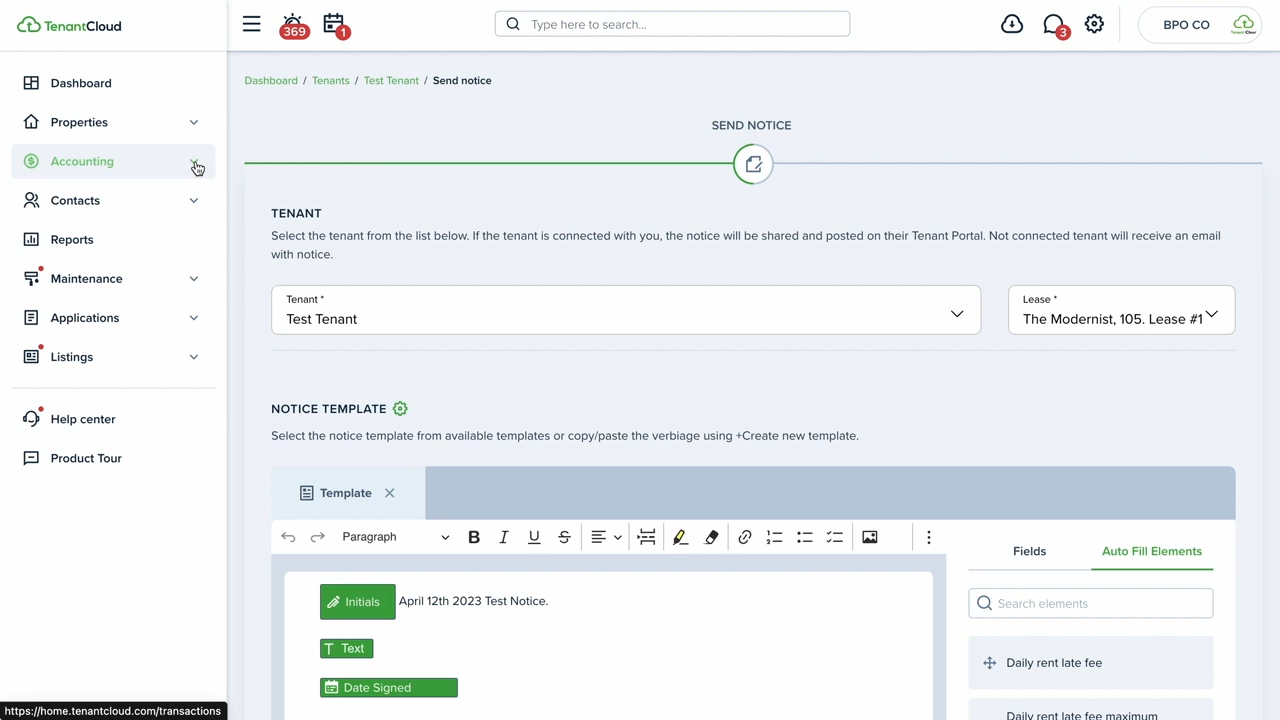 TenantCloud
369
1
Type here to search...
3
BPO CO
Dashboard
Properties
Accounting
Contacts
Reports
Maintenance
Applications
Listings
Help center
Product Tour
https://home.tenantcloud.com/transactions
Dashboard / Tenants / Test Tenant / Send notice
SEND NOTICE
TENANT
Select the tenant from the list below. If the tenant is connected with you, the notice will be shared and posted on their Tenant Portal. Not connected tenant will receive an email
with notice.
Tenant *
Test Tenant
Lease *
The Modernist, 105. Lease #1
NOTICE TEMPLATE
Select the notice template from available templates or copy/paste the verbiage using +Create new template.
Template
Paragraph
B I U S
Initials April 12th 2023 Test Notice.
T Text
Date Signed
Fields
Auto Fill Elements
Search elements
Daily rent late fee
Daily rent late fee maximum